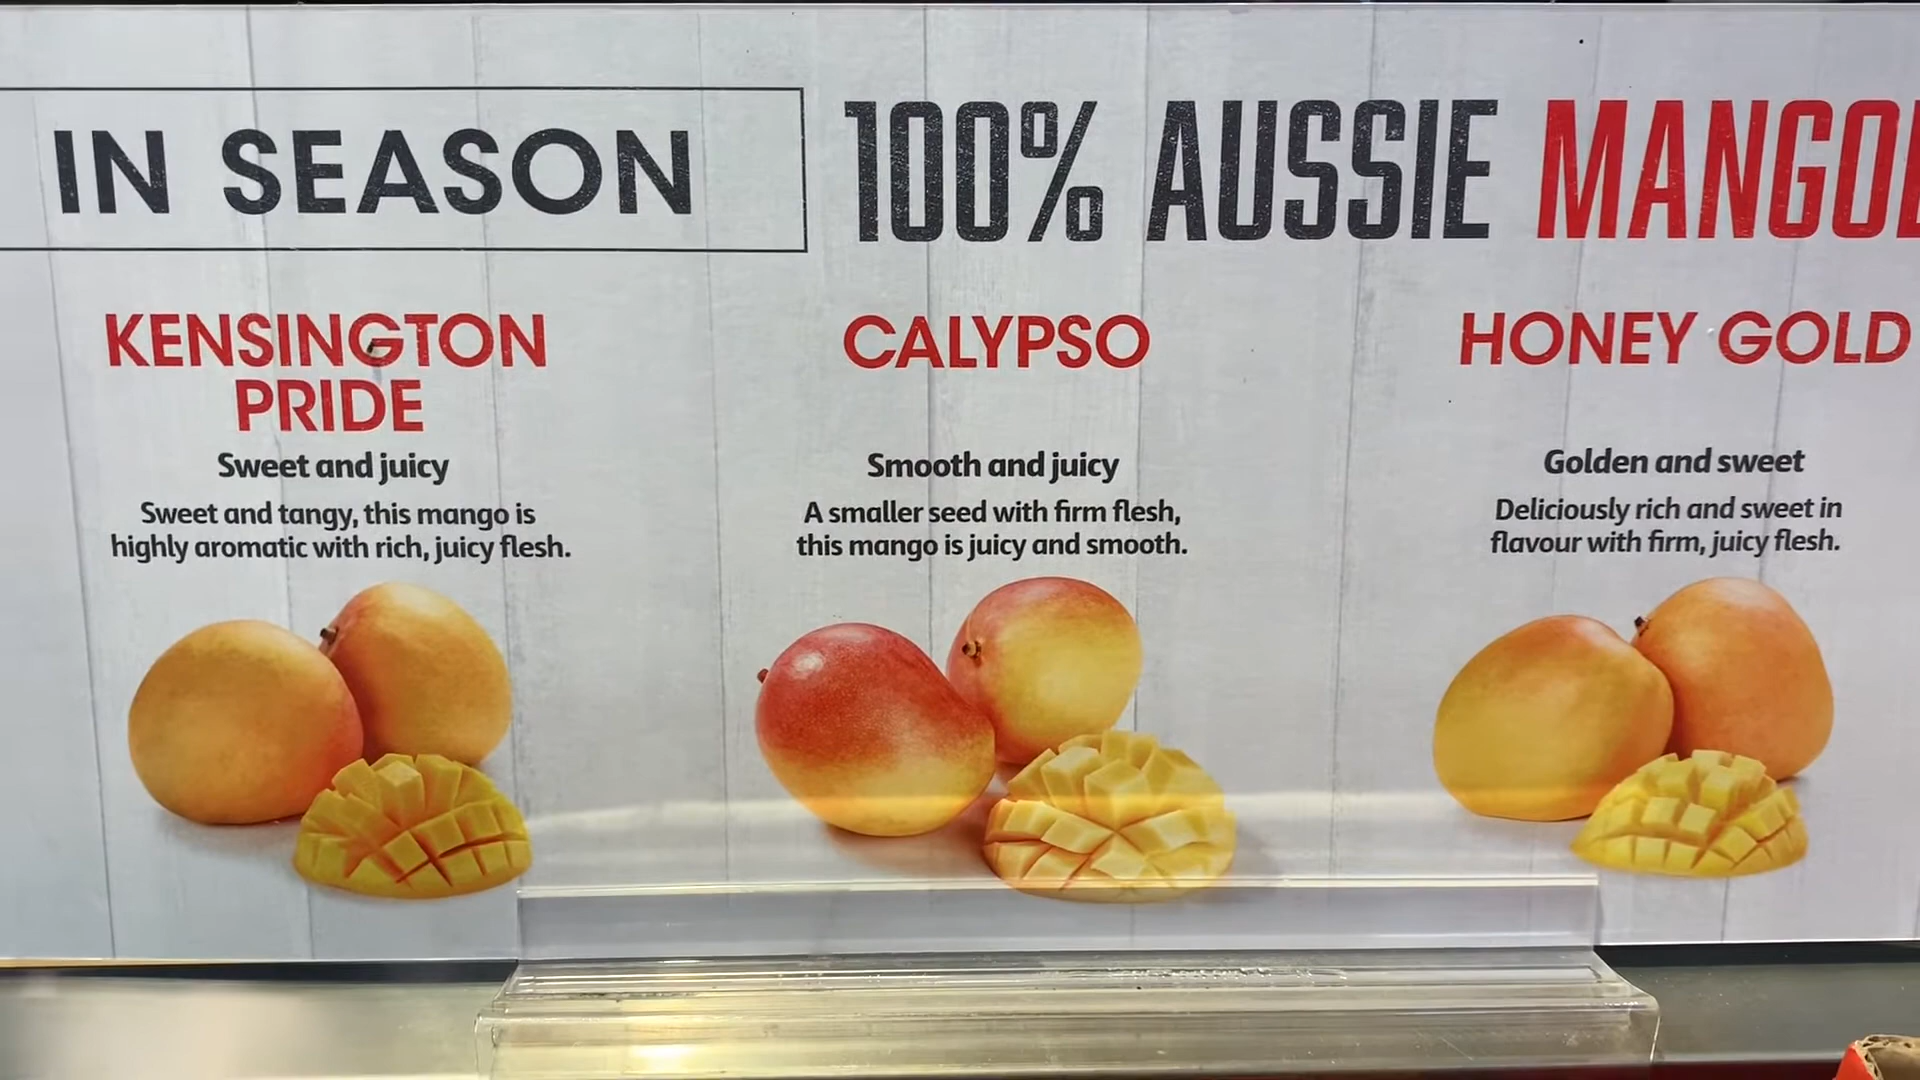 IN SEASON
100% AUSSIE MANGOE
KENSINGTON
PRIDE
Sweet and juicy
Sweet and tangy, this mango is
highly aromatic with rich, juicy flesh.
CALYPSO
Smooth and juicy
A smaller seed with firm flesh,
this mango is juicy and smooth.
HONEY GOLD
Golden and sweet
Deliciously rich and sweet in
flavour with firm, juicy flesh.